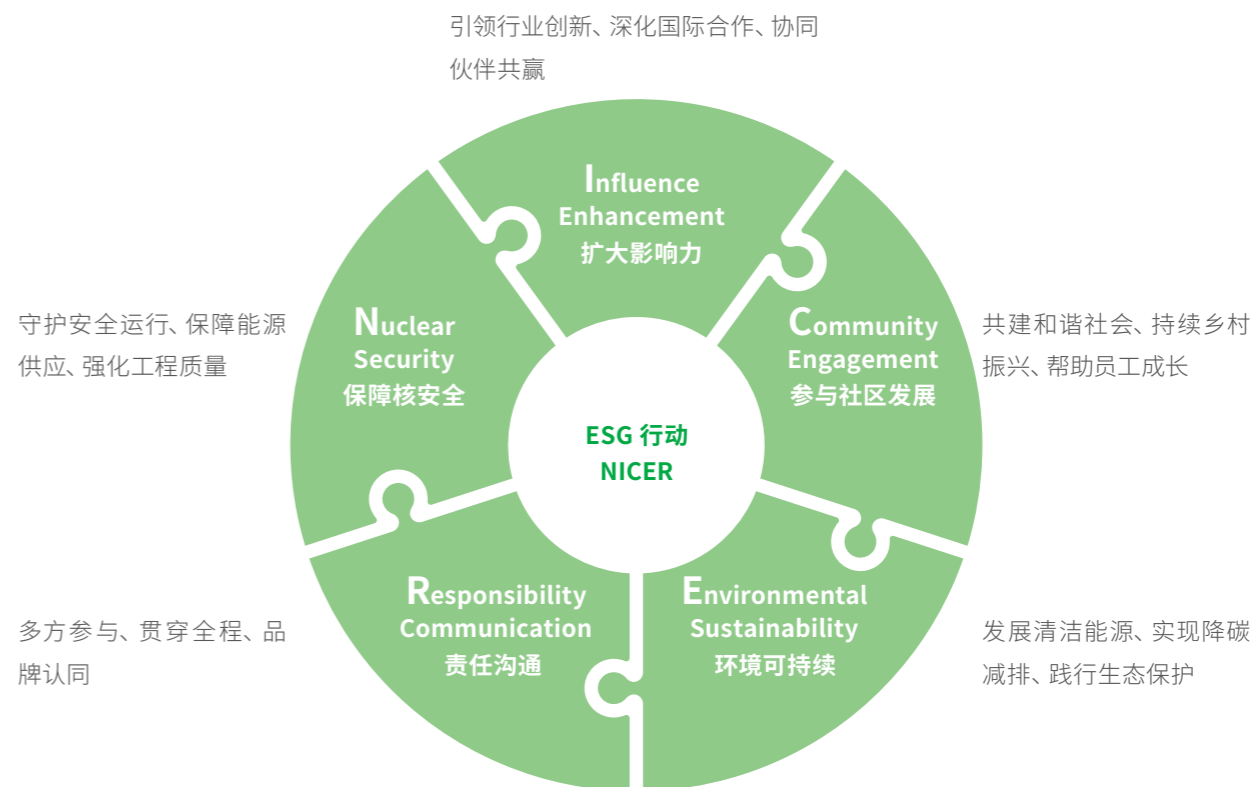 引领行业创新、深化国际合作、协同
伙伴共赢
Influence
Enhancement
扩大影响力
守护安全运行、保障能源
供应、强化工程质量
Nuclear
Security
保障核安全
Community
Engagement
参与社区发展
共建和谐社会、持续乡村
振兴、帮助员工成长
ESG 行动
NICER
多方参与、贯穿全程、品
牌认同
Responsibility
Communication
责任沟通
Environmental
Sustainability
环境可持续
发展清洁能源、实现降碳
减排、践行生态保护